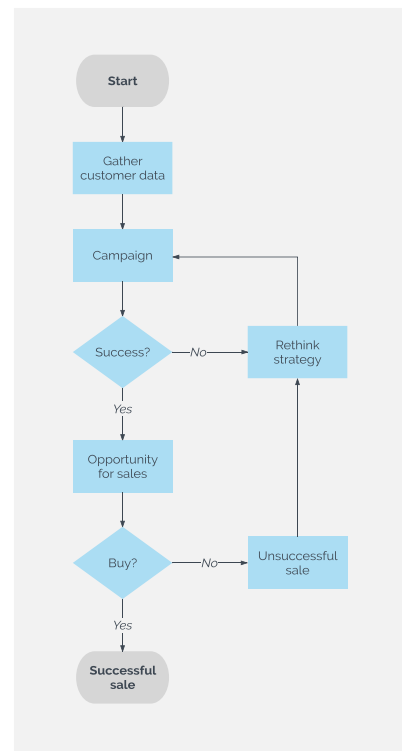 Start
Gather
customer data
Campaign
Success?
No
Rethink
strategy
Yes
Opportunity
for sales
Buy?
No
Unsuccessful
sale
Yes
Successful
sale